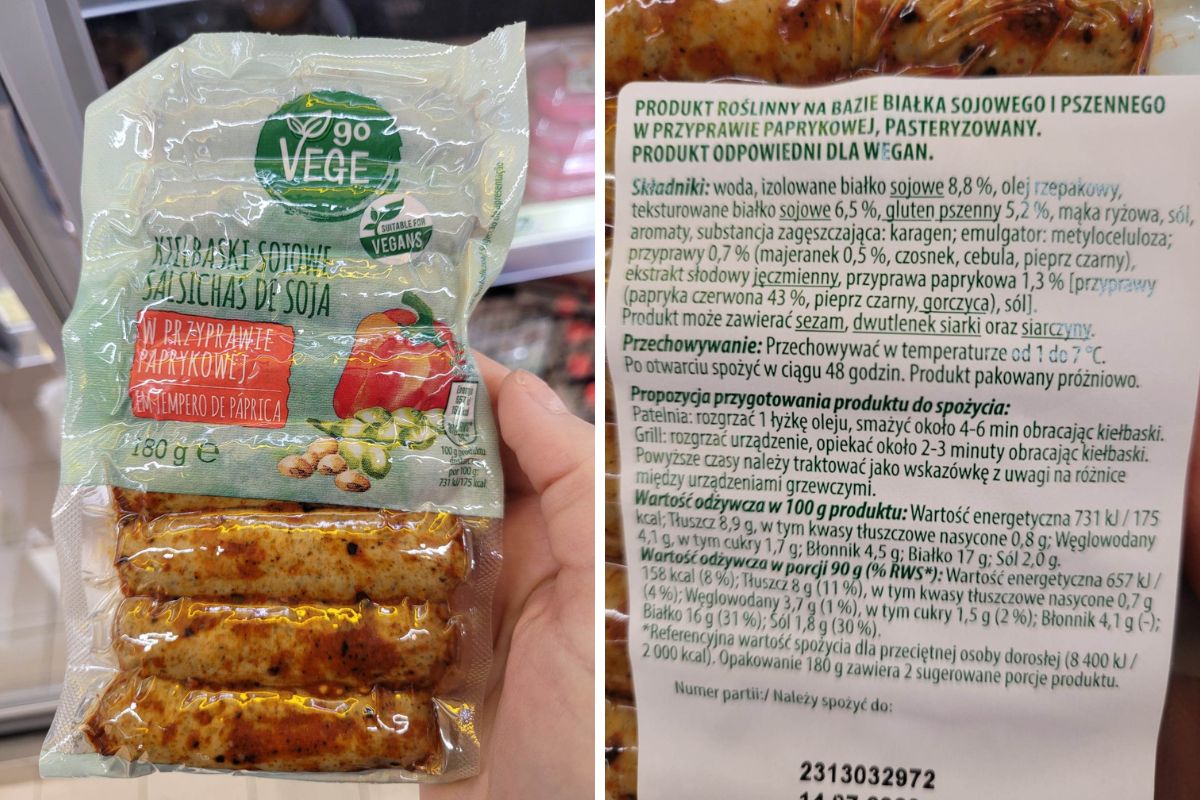 go
VEGE
SUITABLE FOR
VEGANS
KIEŁBASKI SOJOWE
SALSICHAS DE SOJA
W PRZYPRAWIE
PAPRYKOWEJ
EM TEMPERO DE PÁPRICA
180 g e
100 g produktu
per 100 g:
731 kJ/175 kcal
PRODUKT ROŚLINNY NA BAZIE BIAŁKA SOJOWEGO I PSZENNEGO
W PRZYPRAWIE PAPRYKOWEJ, PASTERYZOWANY.
PRODUKT ODPOWIEDNI DLA WEGAN.
Składniki: woda, izolowane białko sojowe 8,8 %, olej rzepakowy,
teksturowane białko sojowe 6,5 %, gluten pszenny 5,2 %, mąka ryżowa, sól,
aromaty, substancja zagęszczająca: karagen; emulgator: metyloceluloza;
przyprawy 0,7 % (majeranek 0,5 %, czosnek, cebula, pieprz czarny),
ekstrakt słodowy jęczmienny, przyprawa paprykowa 1,3 % [przyprawy
(papryka czerwona 43 %, pieprz czarny, gorczyca), sól].
Produkt może zawierać sezam, dwutlenek siarki oraz siarczyny.
Przechowywanie: Przechowywać w temperaturze od 1 do 7 °C.
Po otwarciu spożyć w ciągu 48 godzin. Produkt pakowany próżniowo.
Propozycja przygotowania produktu do spożycia:
Patelnia: rozgrzać 1 łyżkę oleju, smażyć około 4-6 min obracając kiełbaski.
Grill: rozgrzać urządzenie, opiekać około 2-3 minuty obracając kiełbaski.
Powyższe czasy należy traktować jako wskazówkę z uwagi na różnice
między urządzeniami grzewczymi.
Wartość odżywcza w 100 g produktu: Wartość energetyczna 731 kJ / 175
kcal; Tłuszcz 8,9 g, w tym kwasy tłuszczowe nasycone 0,8 g; Węglowodany
4,1 g, w tym cukry 1,7 g; Błonnik 4,5 g; Białko 17 g; Sól 2,0 g.
Wartość odżywcza w porcji 90 g (% RWS*): Wartość energetyczna 657 kJ /
158 kcal (8 %); Tłuszcz 8 g (11 %), w tym kwasy tłuszczowe nasycone 0,7 g
(4 %); Węglowodany 3,7 g (1 %), w tym cukry 1,5 g (2 %); Błonnik 4,1 g (-);
Białko 16 g (31 %); Sól 1,8 g (30 %).
*Referencyjna wartość spożycia dla przeciętnej osoby dorosłej (8 400 kJ /
2 000 kcal). Opakowanie 180 g zawiera 2 sugerowane porcje produktu.
Numer partii:/ Należy spożyć do:
2313032972